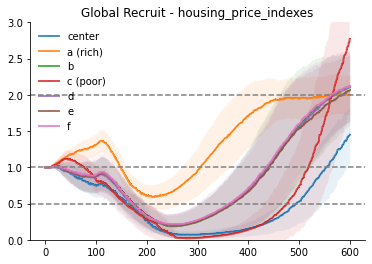 Global Recruit - housing_price_indexes
3.0
2.5
2.0
1.5
1.0
0.5
0.0
center
a (rich)
b
c (poor)
d
e
f
0 100 200 300 400 500 600